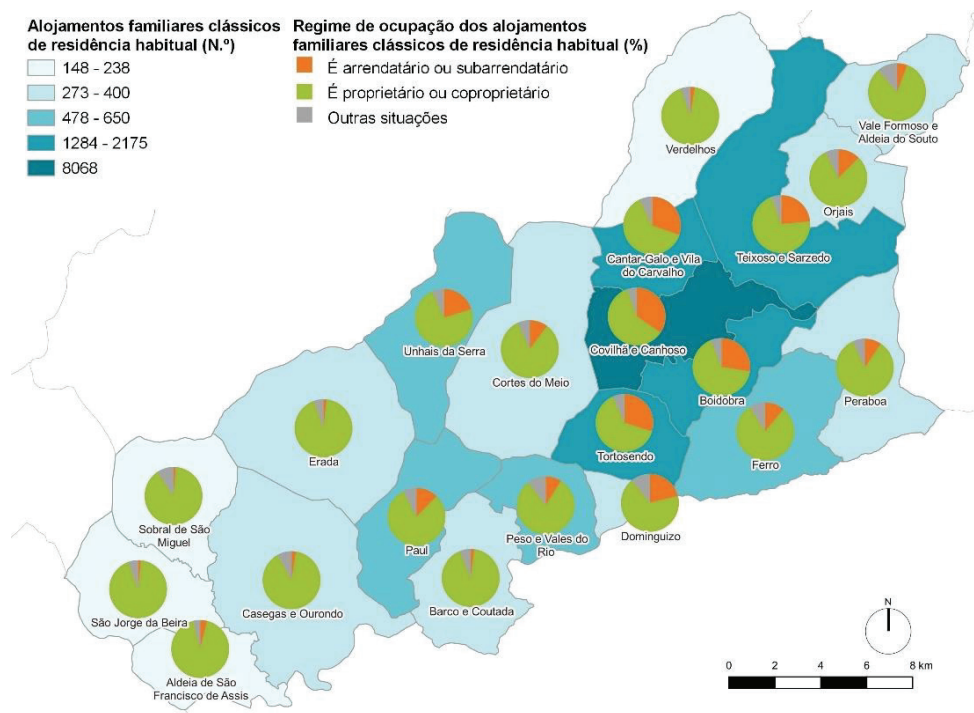 Alojamentos familiares clássicos
de residência habitual (N.º)
148 - 238
273 - 400
478 - 650
1284 - 2175
8068
Regime de ocupação dos alojamentos
familiares clássicos de residência habitual (%)
É arrendatário ou subarrendatário
É proprietário ou coproprietário
Outras situações
Verdelhos
Vale Formoso e
Aldeia do Souto
Orjais
Cantar-Galo e Vila
do Carvalho
Teixoso e Sarzedo
Unhais da Serra
Cortes do Meio
Covilhã e Canhoso
Boidobra
Peraboa
Erada
Tortosendo
Ferro
Sobral de São
Miguel
Paul
Peso e Vales do
Rio
Dominguizo
São Jorge da Beira
Casegas e Ourondo
Barco e Coutada
Aldeia de São
Francisco de Assis
N
0 2 4 6 8 km